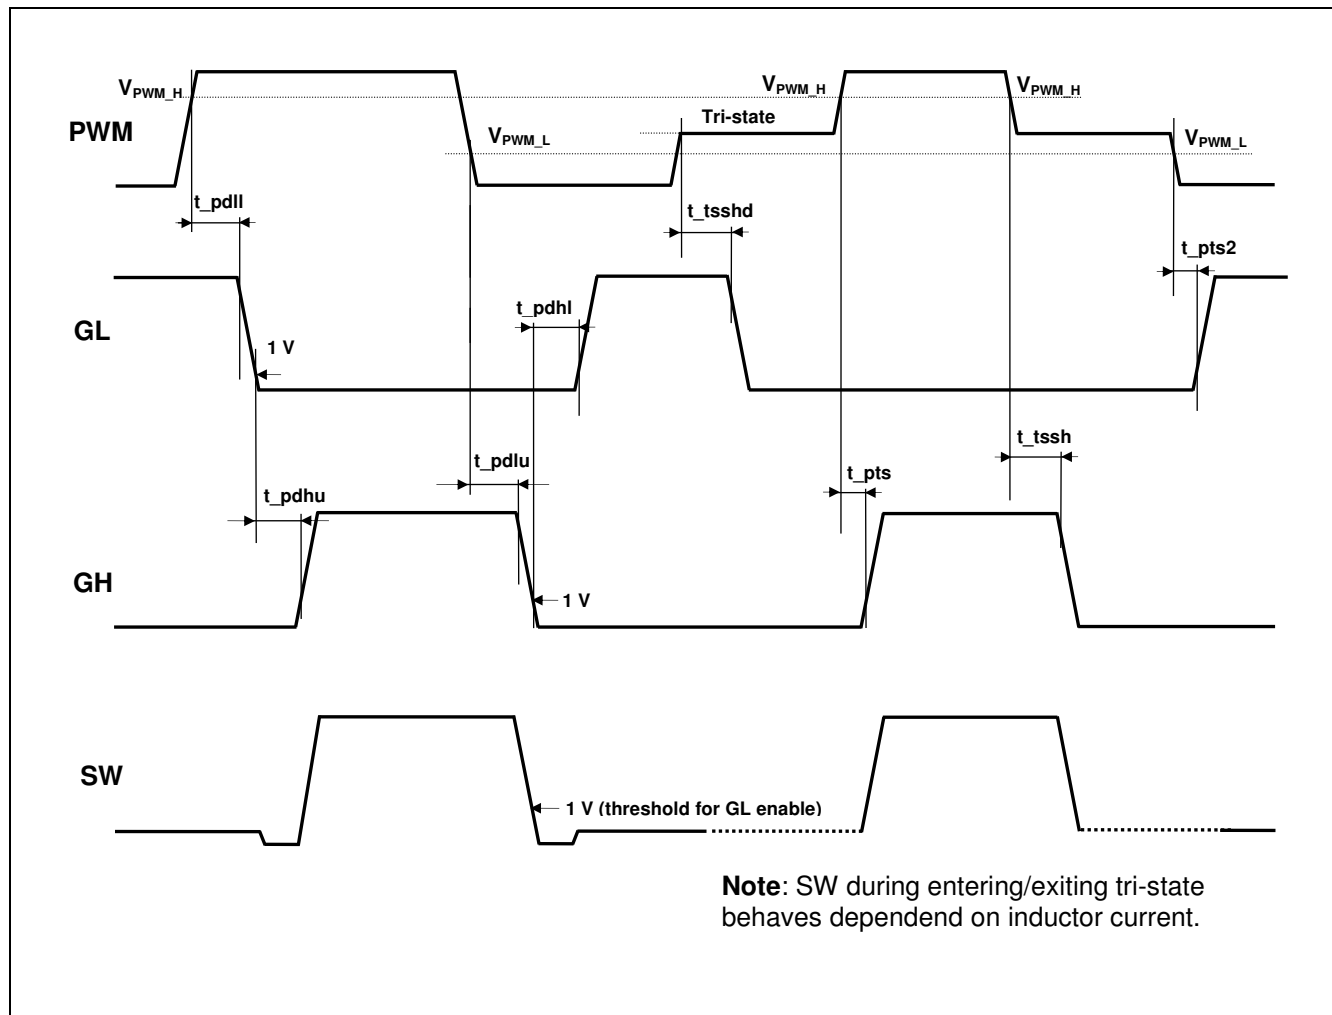 V_PWM_H
V_PWM_H
V_PWM_H
PWM
Tri-state
V_PWM_L
V_PWM_L
t_pdll
t_tsshd
t_pts2
t_pdhl
GL
1 V
t_tssh
t_pdlu
t_pts
t_pdhu
GH
1 V
SW
1 V (threshold for GL enable)
Note: SW during entering/exiting tri-state
behaves dependend on inductor current.